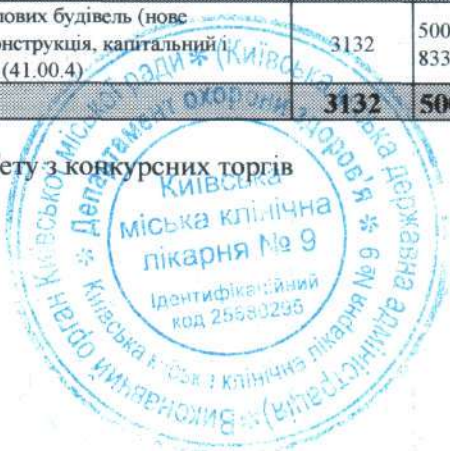 лових будівель (нове
онструкція, капітальний і
(41.00.4)
3132
500
833
3132
500
ету з конкурсних торгів
Виконавчий орган Київської міської ради * (Київська міська державна адміністрація) *
Департамент охорони здоров'я * Київська міська клінічна лікарня № 9 *
Київська
міська клінічна
лікарня № 9
Ідентифікаційний
код